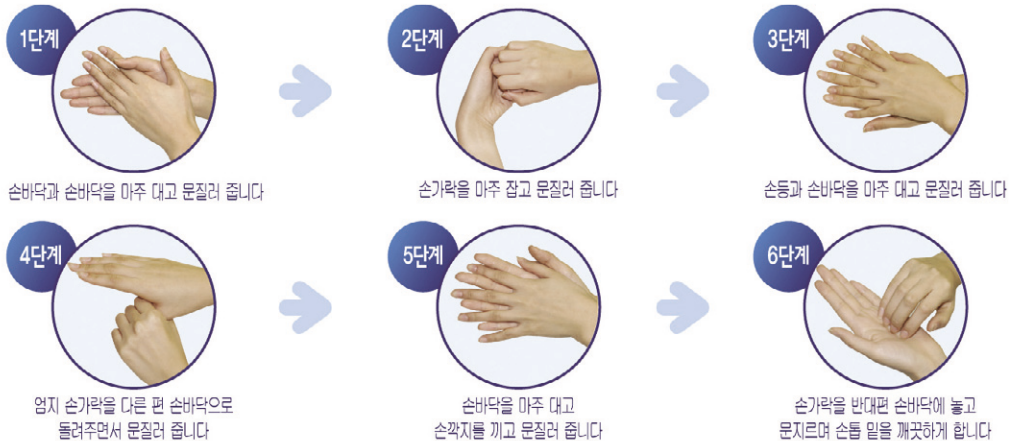 1단계
손바닥과 손바닥을 마주 대고 문질러 줍니다
2단계
손가락을 마주 잡고 문질러 줍니다
3단계
손등과 손바닥을 마주 대고 문질러 줍니다
4단계
엄지 손가락을 다른 편 손바닥으로
돌려주면서 문질러 줍니다
5단계
손바닥을 마주 대고
손깍지를 끼고 문질러 줍니다
6단계
손가락을 반대편 손바닥에 놓고
문지르며 손톱 밑을 깨끗하게 합니다